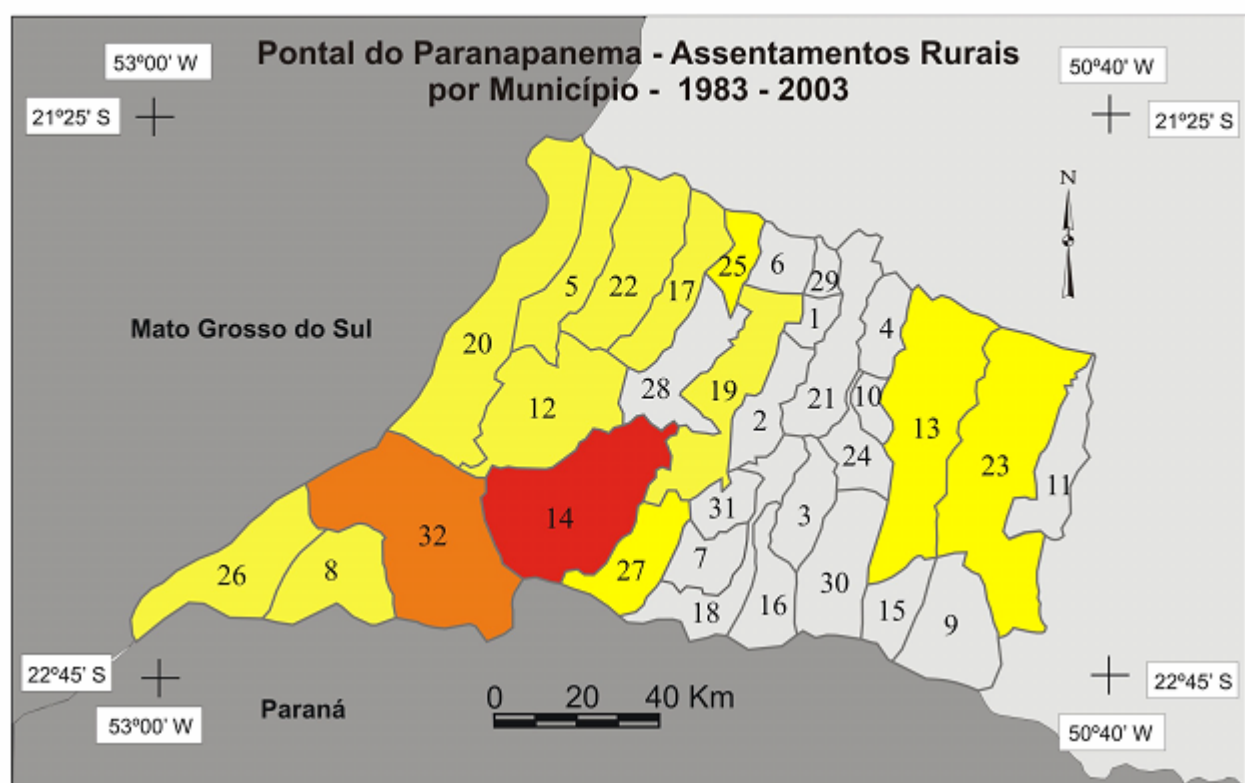 Pontal do Paranapanema - Assentamentos Rurais
por Município - 1983 - 2003
53º00' W
50º40' W
21º25' S
21º25' S
N
25
6
29
5
22
17
1
4
Mato Grosso do Sul
20
28
19
21
10
12
2
13
24
23
11
31
3
14
32
7
27
26
8
30
18
16
15
9
22º45' S
22º45' S
0 20 40 Km
Paraná
53º00' W
50º40' W